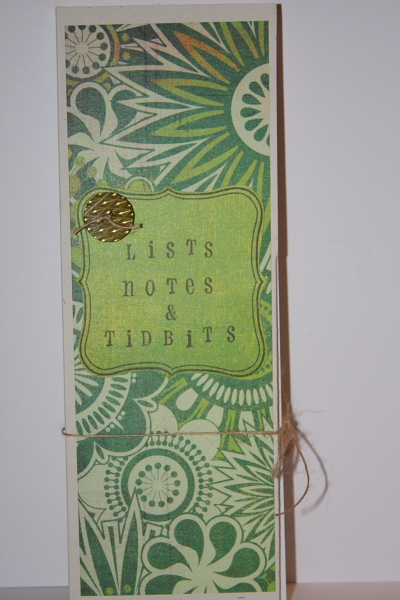 LiSTS
NOTES
&
TiDBiTS